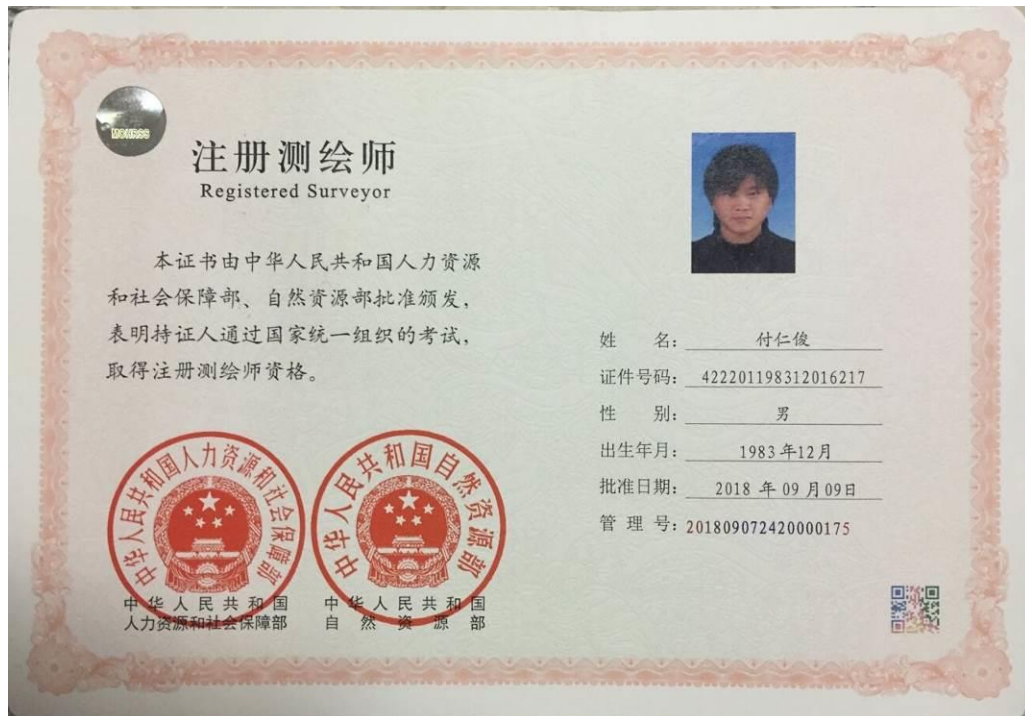 MOHRSS
注册测绘师
Registered Surveyor
本证书由中华人民共和国人力资源
和社会保障部、自然资源部批准颁发,
表明持证人通过国家统一组织的考试,
取得注册测绘师资格。
中华人民共和国人力资源和社会保障部
中华人民共和国自然资源部
中华人民共和国
人力资源和社会保障部
中华人民共和国
自然资源部
姓 名: 付仁俊
证件号码: 422201198312016217
性 别: 男
出生年月: 1983年12月
批准日期: 2018 年 09 月 09日
管 理 号: 201809072420000175